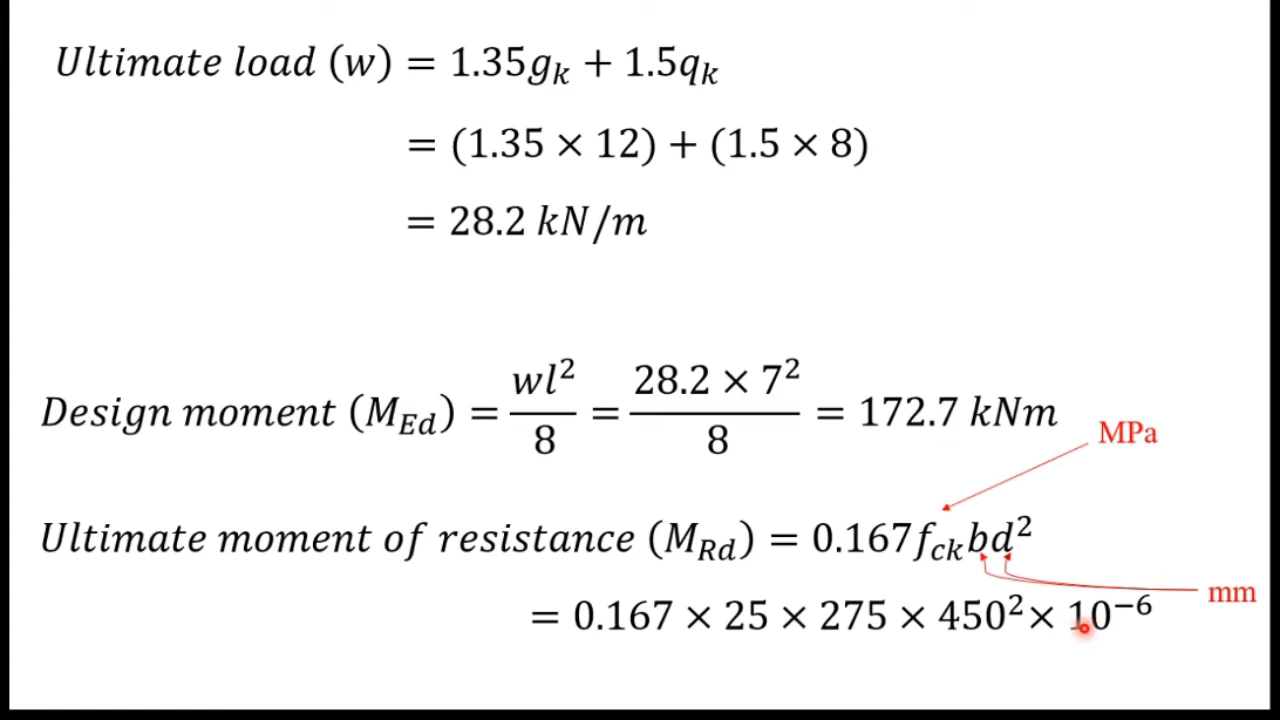 Ultimate load (w) = 1.35gₖ + 1.5qₖ
= (1.35 × 12) + (1.5 × 8)
= 28.2 kN/m
Design moment (M_Ed) = wl²/8 = 28.2 × 7²/8 = 172.7 kNm
MPa
Ultimate moment of resistance (M_Rd) = 0.167f_ck bd²
mm
= 0.167 × 25 × 275 × 450² × 10⁻⁶